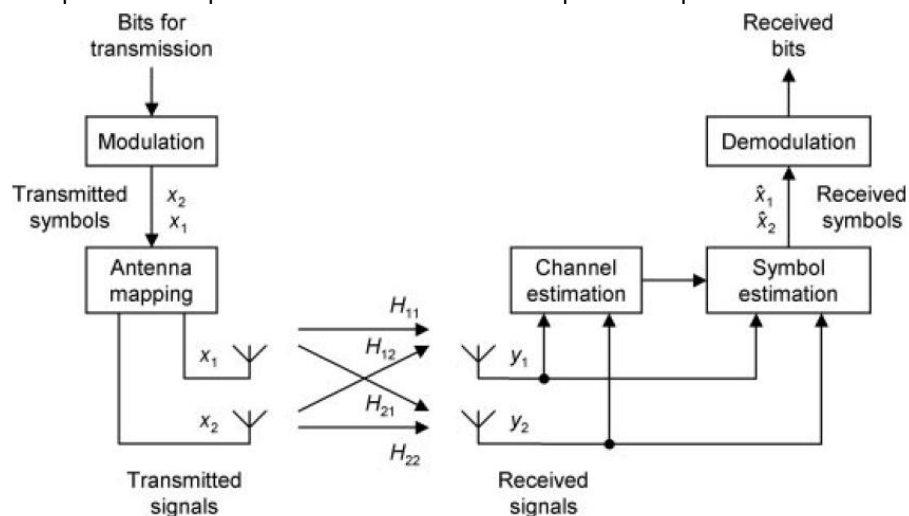 Bits for
transmission
Received
bits
Modulation
Demodulation
Transmitted
symbols
x2
x1
x̂1
x̂2
Received
symbols
Antenna
mapping
Channel
estimation
Symbol
estimation
H11
x1
H12
y1
x2
H21
y2
H22
Transmitted
signals
Received
signals